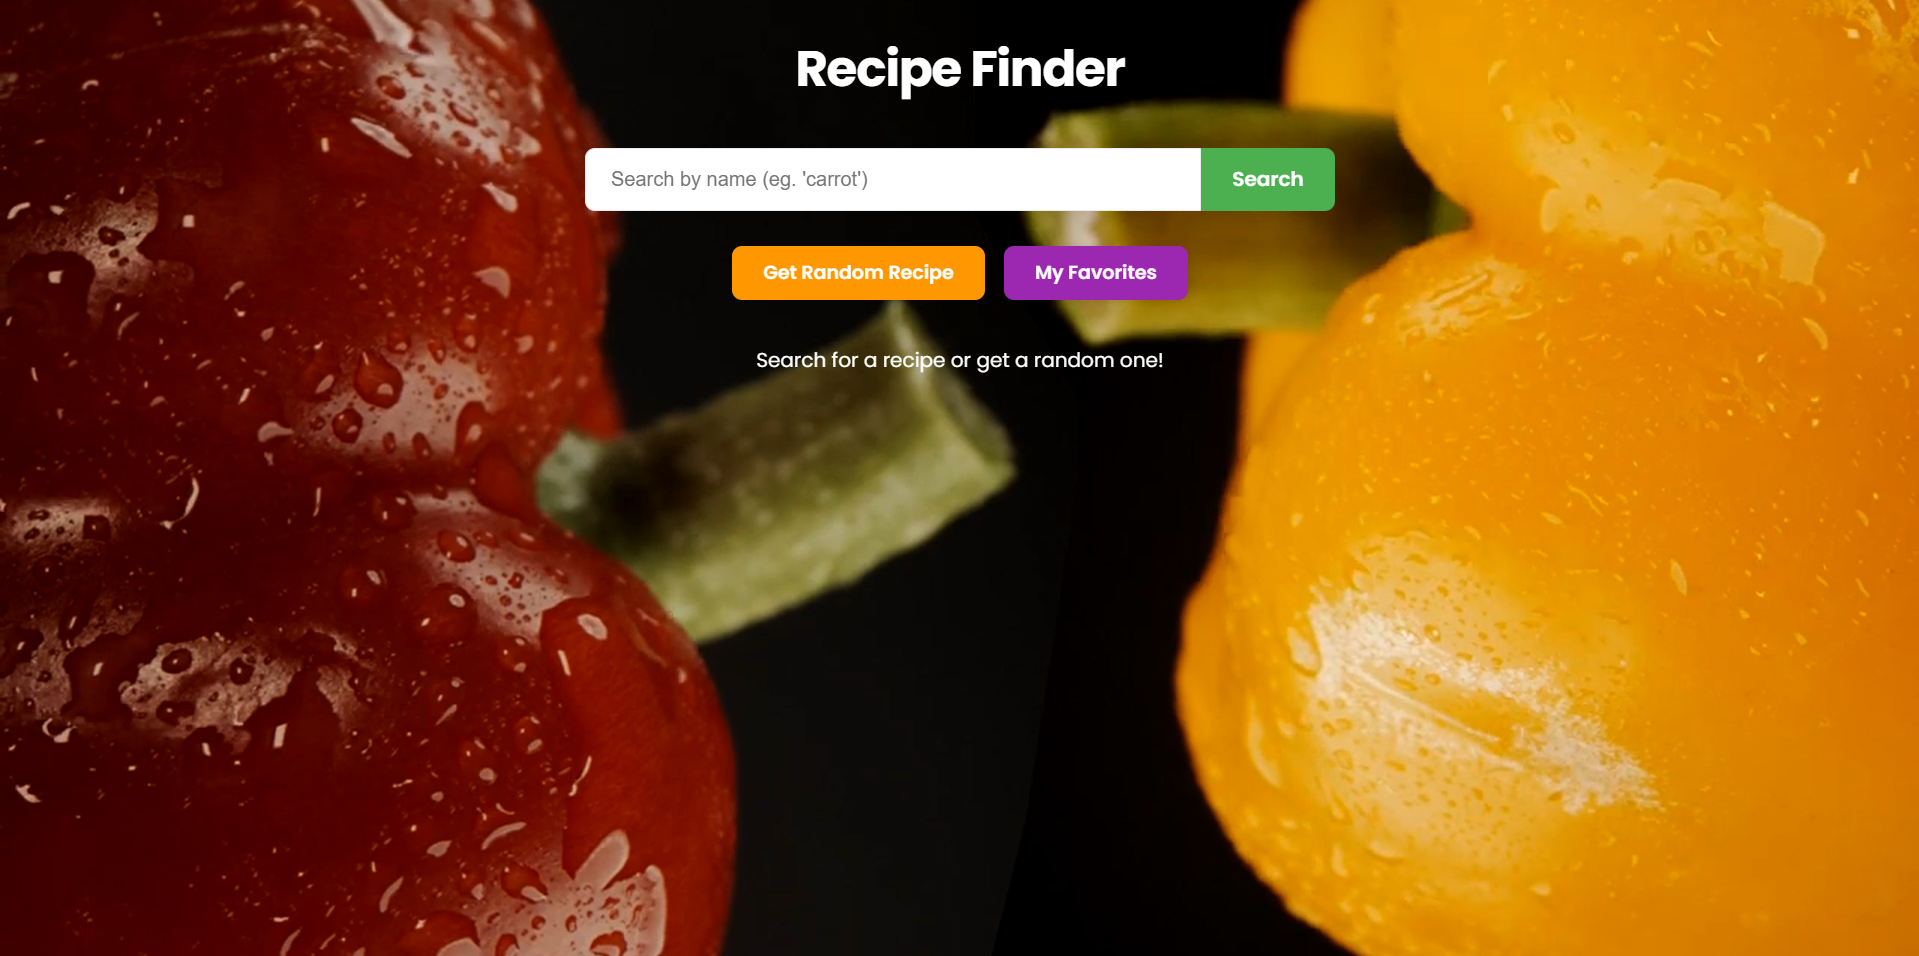 Recipe Finder
Search by name (eg. 'carrot')
Search
Get Random Recipe
My Favorites
Search for a recipe or get a random one!